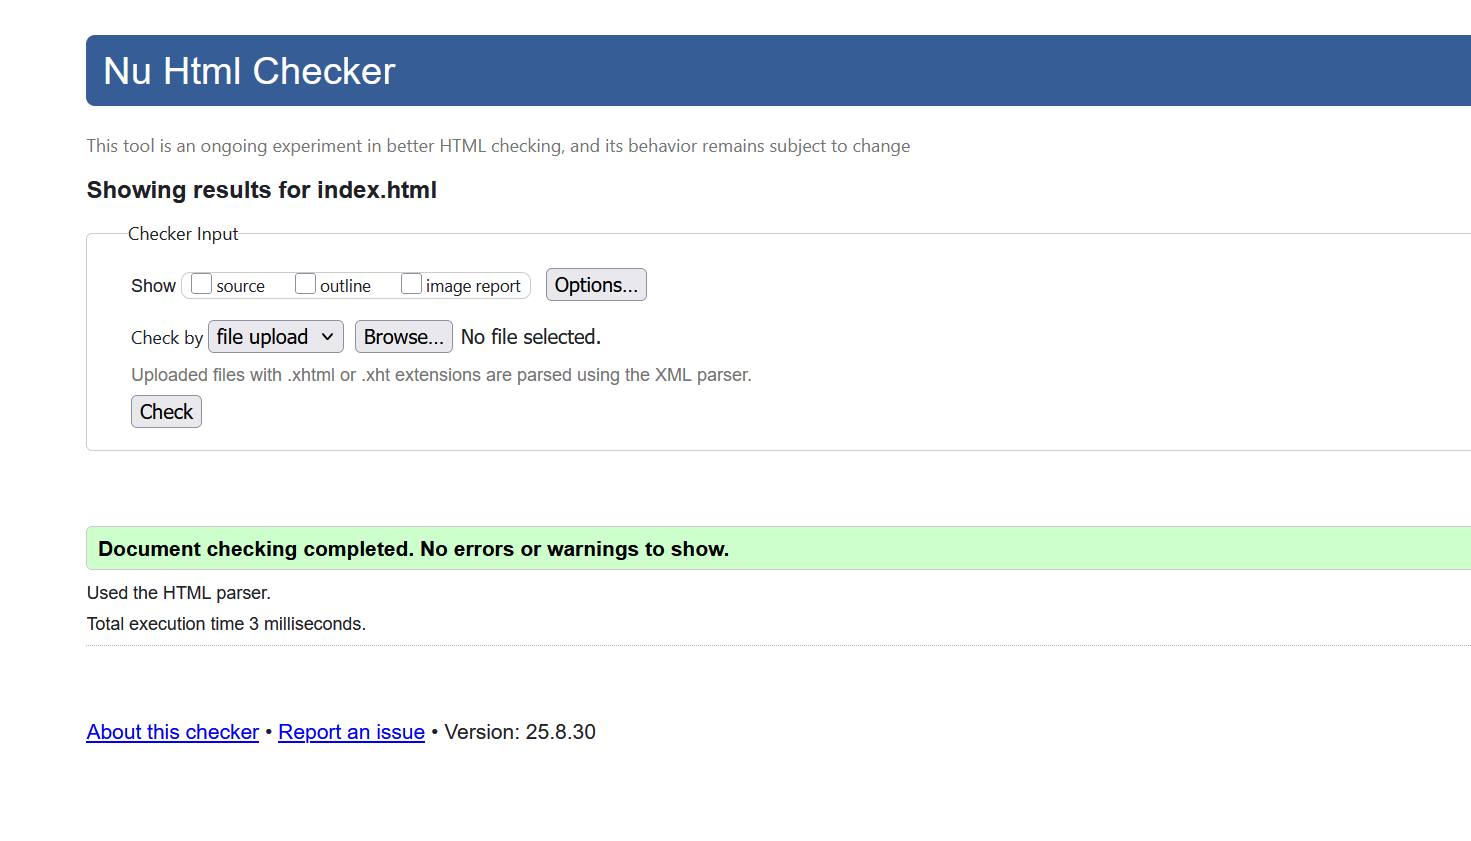 Nu Html Checker
This tool is an ongoing experiment in better HTML checking, and its behavior remains subject to change
Showing results for index.html
Checker Input
Show source outline image report Options...
Check by file upload Browse... No file selected.
Uploaded files with .xhtml or .xht extensions are parsed using the XML parser.
Check
Document checking completed. No errors or warnings to show.
Used the HTML parser.
Total execution time 3 milliseconds.
About this checker • Report an issue • Version: 25.8.30